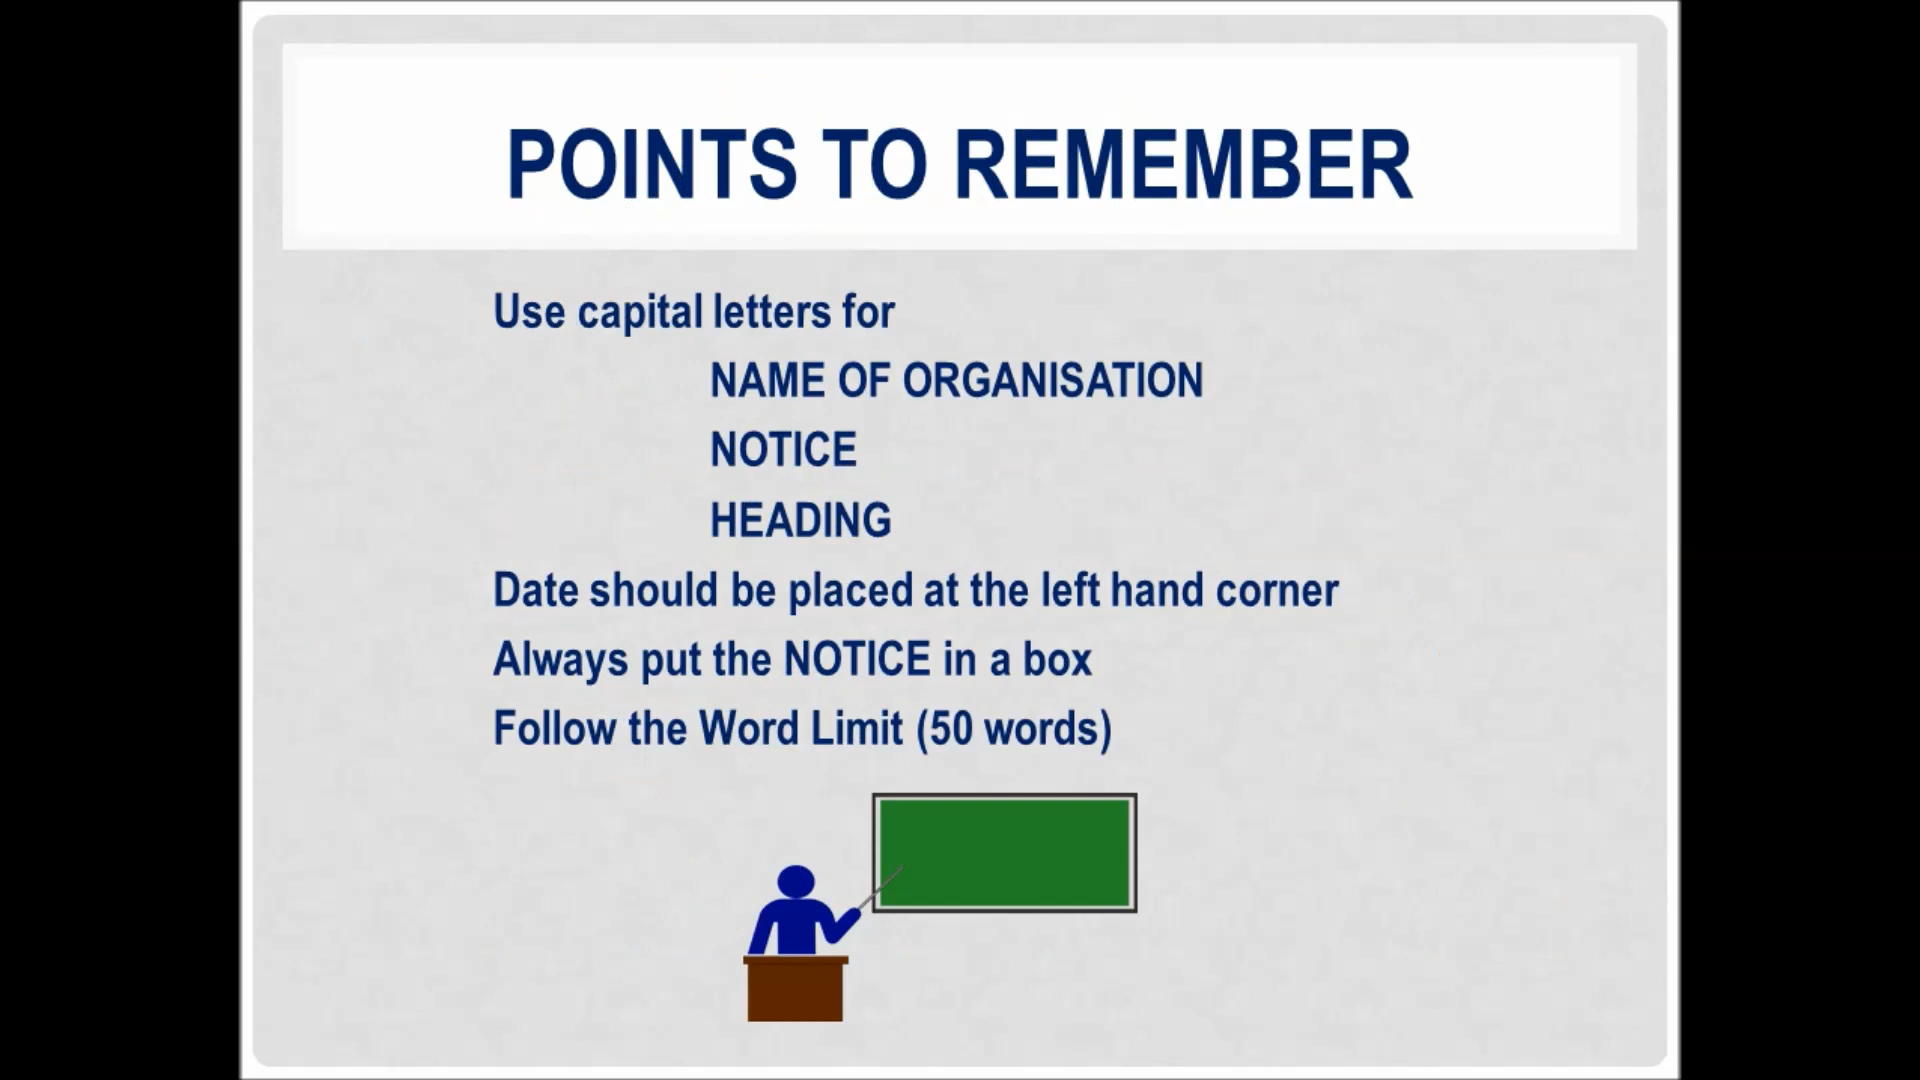 POINTS TO REMEMBER
Use capital letters for
NAME OF ORGANISATION
NOTICE
HEADING
Date should be placed at the left hand corner
Always put the NOTICE in a box
Follow the Word Limit (50 words)